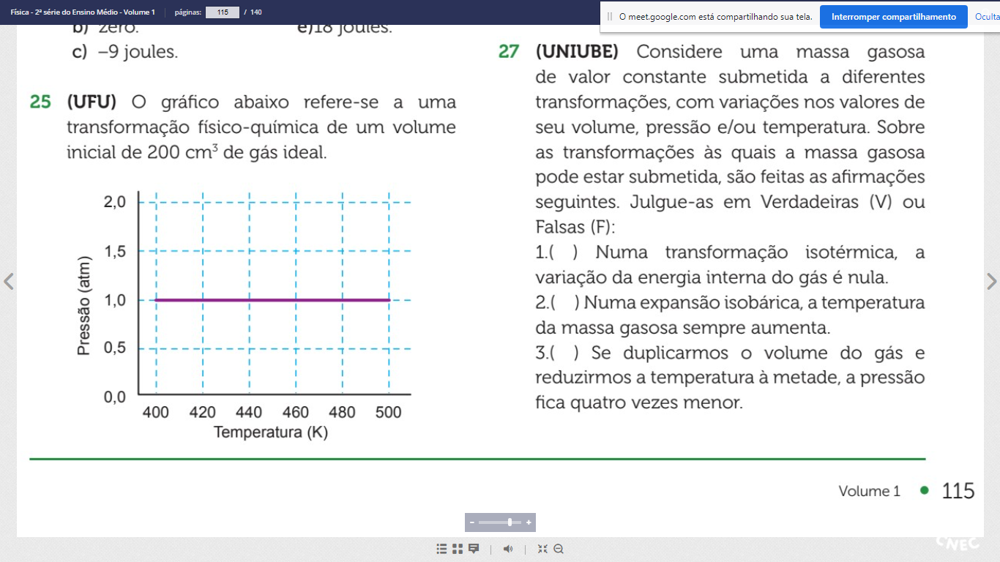 Física - 2ª série do Ensino Médio - Volume 1 páginas: 115 / 140
O meet.google.com está compartilhando sua tela. Interromper compartilhamento Oculta
b) zero. e)18 joules.
c) –9 joules.
25 (UFU) O gráfico abaixo refere-se a uma
transformação físico-química de um volume
inicial de 200 cm³ de gás ideal.
2,0
1,5
1,0
0,5
0,0
Pressão (atm)
400 420 440 460 480 500
Temperatura (K)
27 (UNIUBE) Considere uma massa gasosa
de valor constante submetida a diferentes
transformações, com variações nos valores de
seu volume, pressão e/ou temperatura. Sobre
as transformações às quais a massa gasosa
pode estar submetida, são feitas as afirmações
seguintes. Julgue-as em Verdadeiras (V) ou
Falsas (F):
1.( ) Numa transformação isotérmica, a
variação da energia interna do gás é nula.
2.( ) Numa expansão isobárica, a temperatura
da massa gasosa sempre aumenta.
3.( ) Se duplicarmos o volume do gás e
reduzirmos a temperatura à metade, a pressão
fica quatro vezes menor.
Volume 1 • 115
CNEC